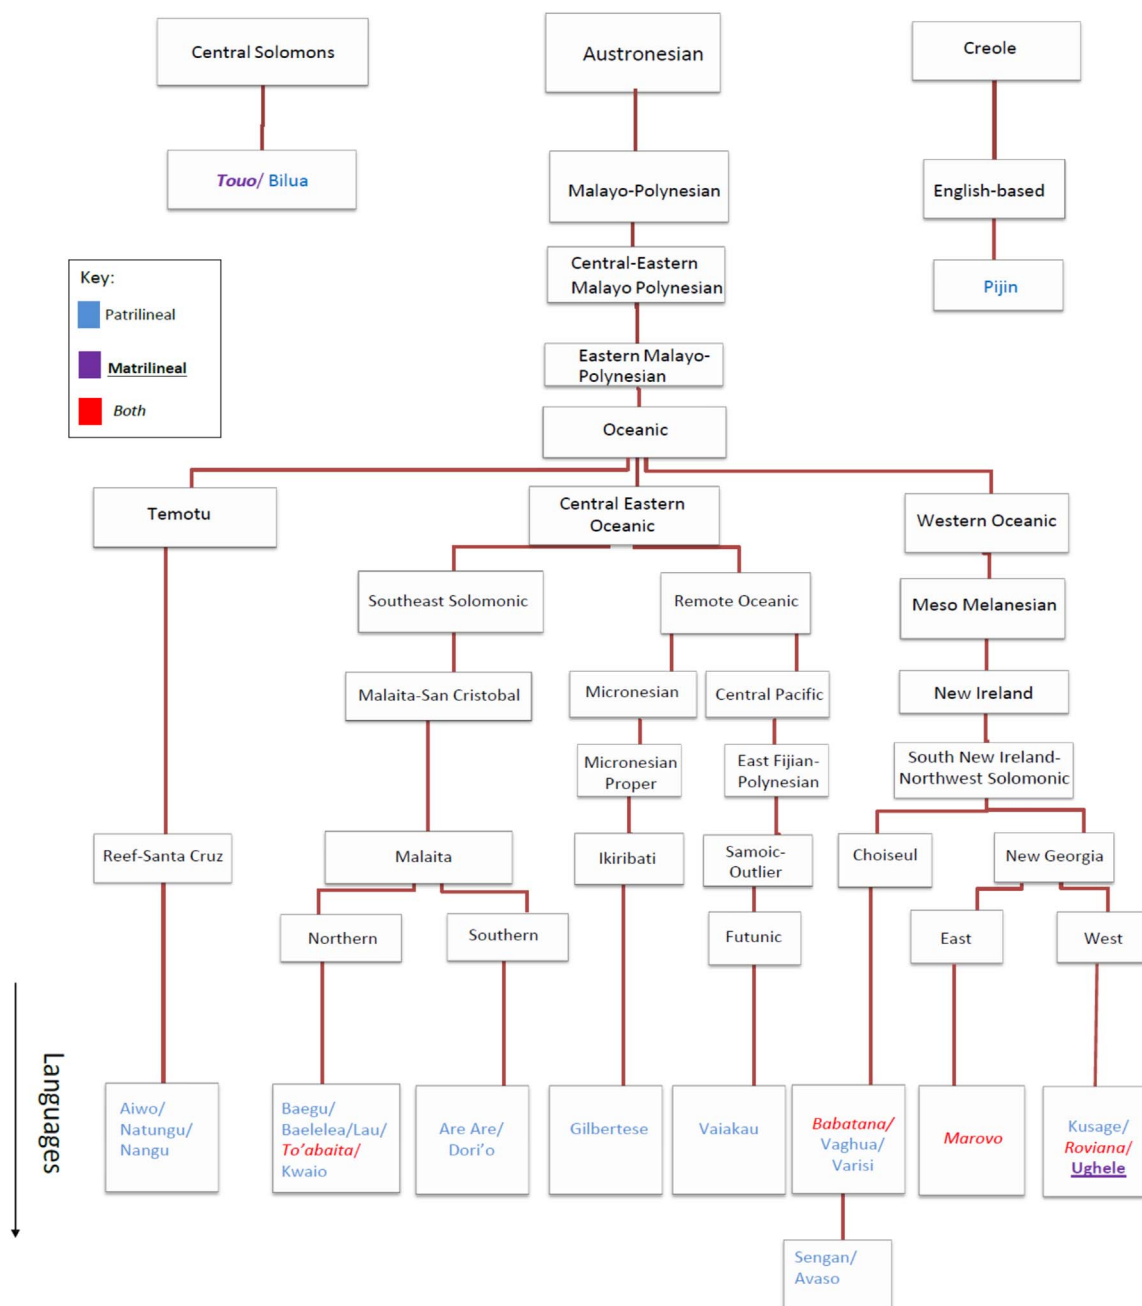 Central Solomons
Austronesian
Creole
Touo/ Bilua
Malayo-Polynesian
English-based
Central-Eastern
Malayo Polynesian
Pijin
Key:
Patrilineal
Matrilineal
Both
Eastern Malayo-
Polynesian
Oceanic
Temotu
Central Eastern
Oceanic
Western Oceanic
Southeast Solomonic
Remote Oceanic
Meso Melanesian
Malaita-San Cristobal
Micronesian
Central Pacific
New Ireland
Micronesian
Proper
East Fijian-
Polynesian
South New Ireland-
Northwest Solomonic
Reef-Santa Cruz
Malaita
Ikiribati
Samoic-
Outlier
Choiseul
New Georgia
Northern
Southern
Futunic
East
West
Languages
Aiwo/
Natungu/
Nangu
Baegu/
Baelelea/Lau/
To'abaita/
Kwaio
Are Are/
Dori'o
Gilbertese
Vaiakau
Babatana/
Vaghua/
Varisi
Marovo
Kusage/
Roviana/
Ughele
Sengan/
Avaso